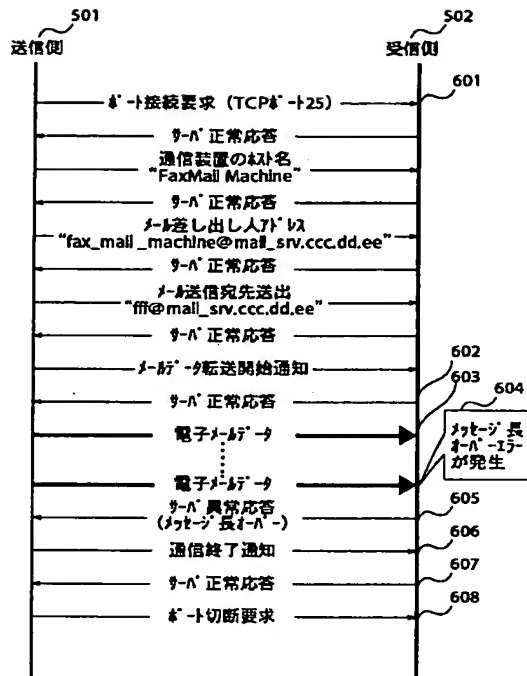 501
送信側
502
受信側
601
ポート接続要求 (TCPポート25)
サーバ正常応答
通信装置のホスト名
"FaxMail Machine"
サーバ正常応答
メール差し出し人アドレス
"fax_mail_machine@mail_srv.ccc.dd.ee"
サーバ正常応答
メール送信宛先送出
"fff@mail_srv.ccc.dd.ee"
サーバ正常応答
メールデータ転送開始通知
602
サーバ正常応答
603
604
メッセージ長
オーバーエラー
が発生
電子メールデータ
電子メールデータ
サーバ異常応答
(メッセージ長オーバー)
605
通信終了通知
606
サーバ正常応答
607
ポート切断要求
608